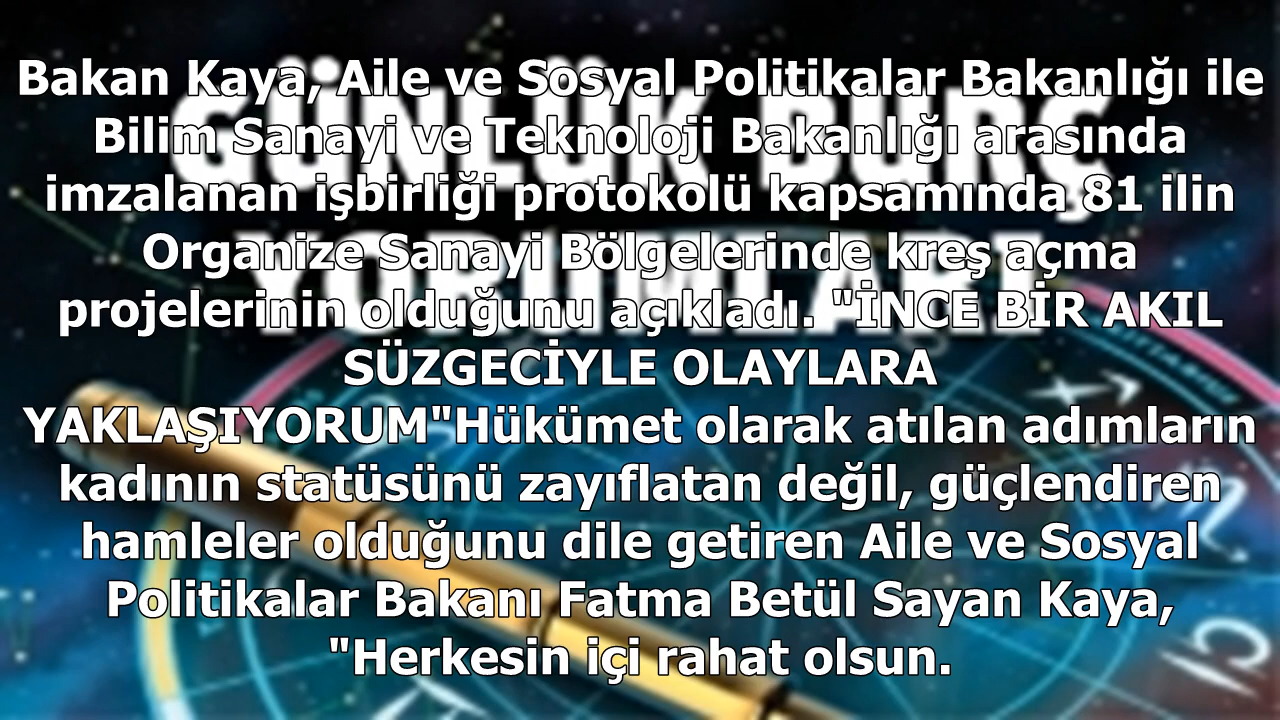 Bakan Kaya, Aile ve Sosyal Politikalar Bakanlığı ile
Bilim Sanayi ve Teknoloji Bakanlığı arasında
imzalanan işbirliği protokolü kapsamında 81 ilin
Organize Sanayi Bölgelerinde kreş açma
projelerinin olduğunu açıkladı. "İNCE BİR AKIL
SÜZGECİYLE OLAYLARA
YAKLAŞIYORUM"Hükümet olarak atılan adımların
kadının statüsünü zayıflatan değil, güçlendiren
hamleler olduğunu dile getiren Aile ve Sosyal
Politikalar Bakanı Fatma Betül Sayan Kaya,
"Herkesin içi rahat olsun.
GÜNLÜK BURÇ
YORUMLARI